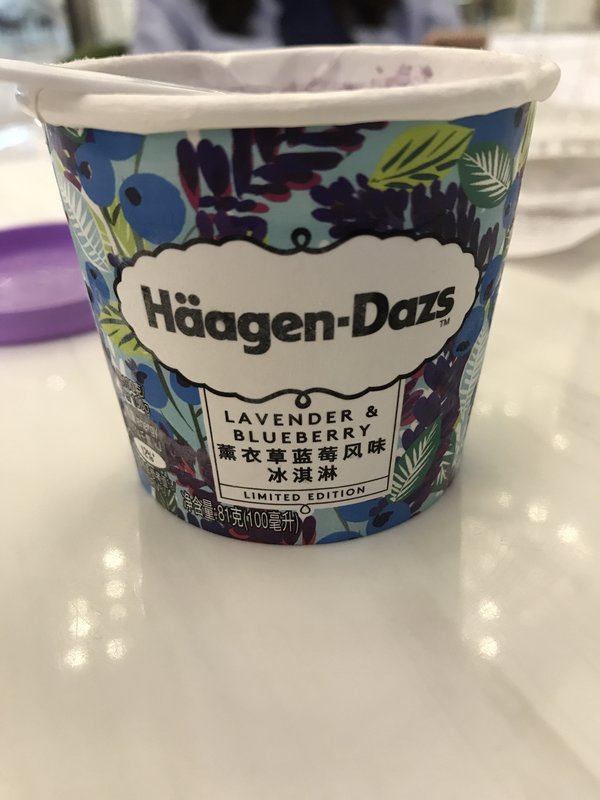 Häagen-Dazs
TM
LAVENDER &
BLUEBERRY
薰衣草蓝莓风味
冰淇淋
LIMITED EDITION
净含量:81克(100毫升)